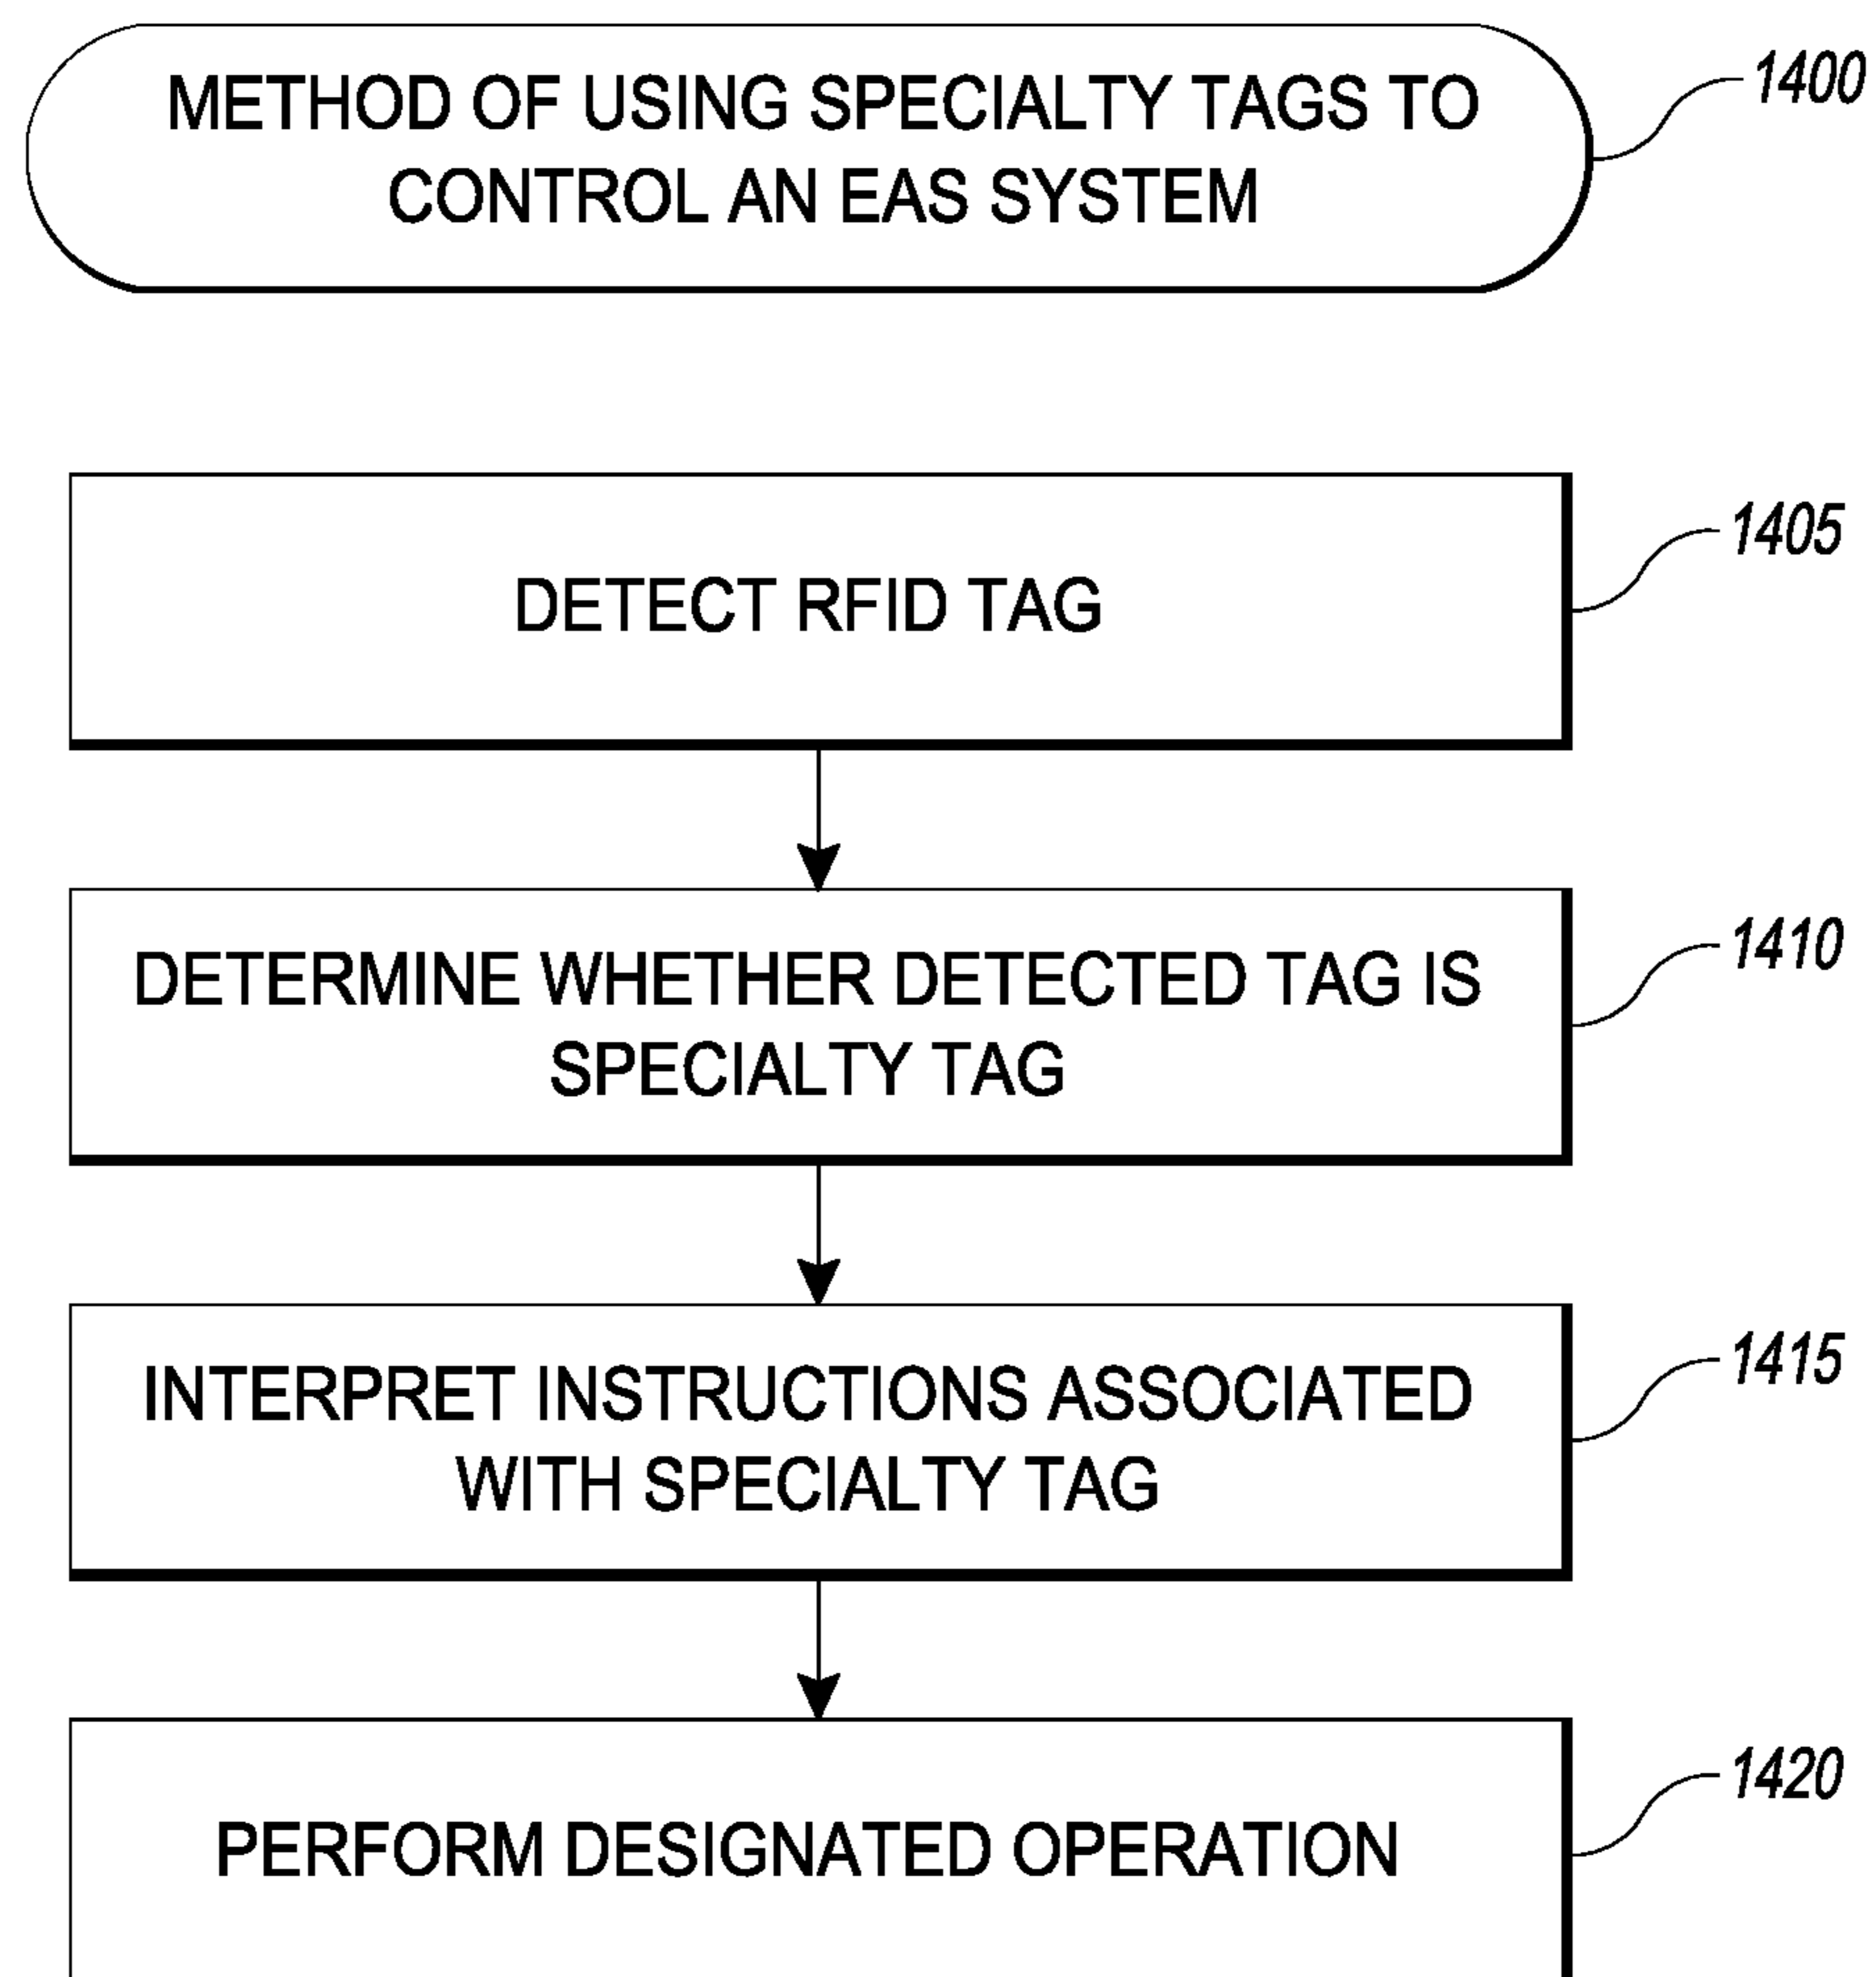 METHOD OF USING SPECIALTY TAGS TO
CONTROL AN EAS SYSTEM
1400
DETECT RFID TAG
1405
DETERMINE WHETHER DETECTED TAG IS
SPECIALTY TAG
1410
INTERPRET INSTRUCTIONS ASSOCIATED
WITH SPECIALTY TAG
1415
PERFORM DESIGNATED OPERATION
1420